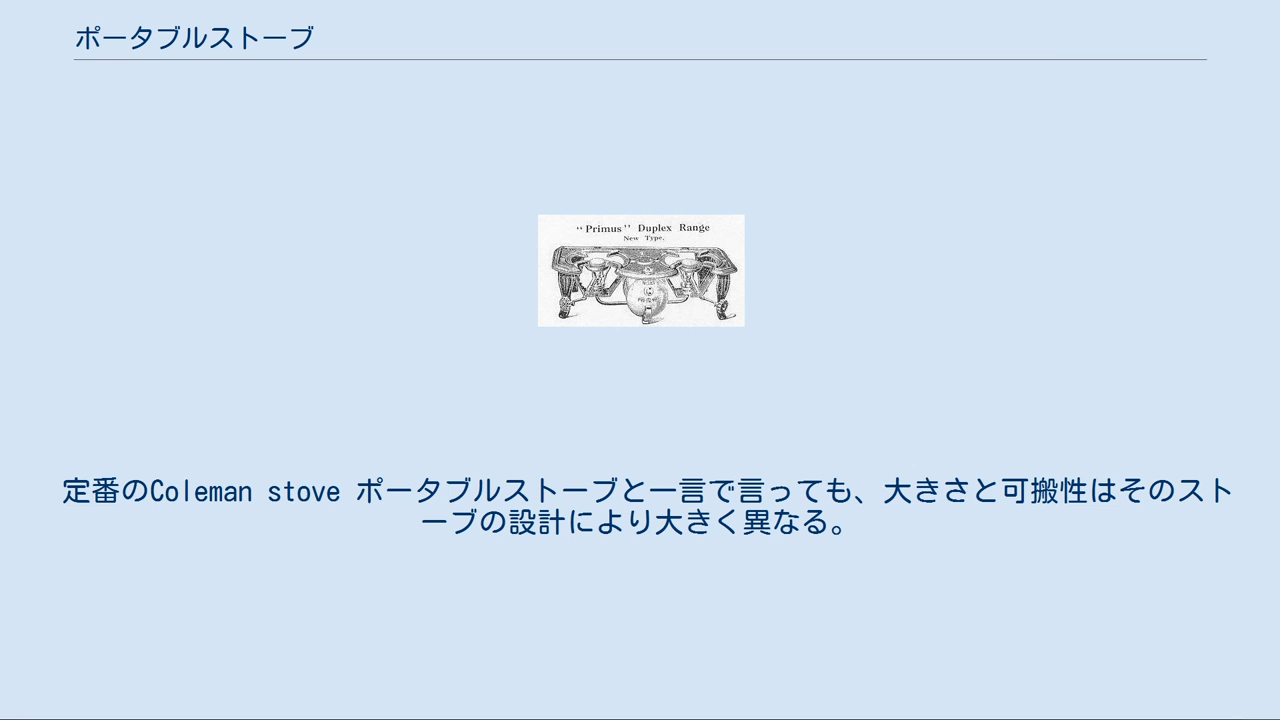 ポータブルストーブ
“Primus” Duplex Range
New Type.
定番のColeman stove ポータブルストーブと一言で言っても、大きさと可搬性はそのスト
ーブの設計により大きく異なる。